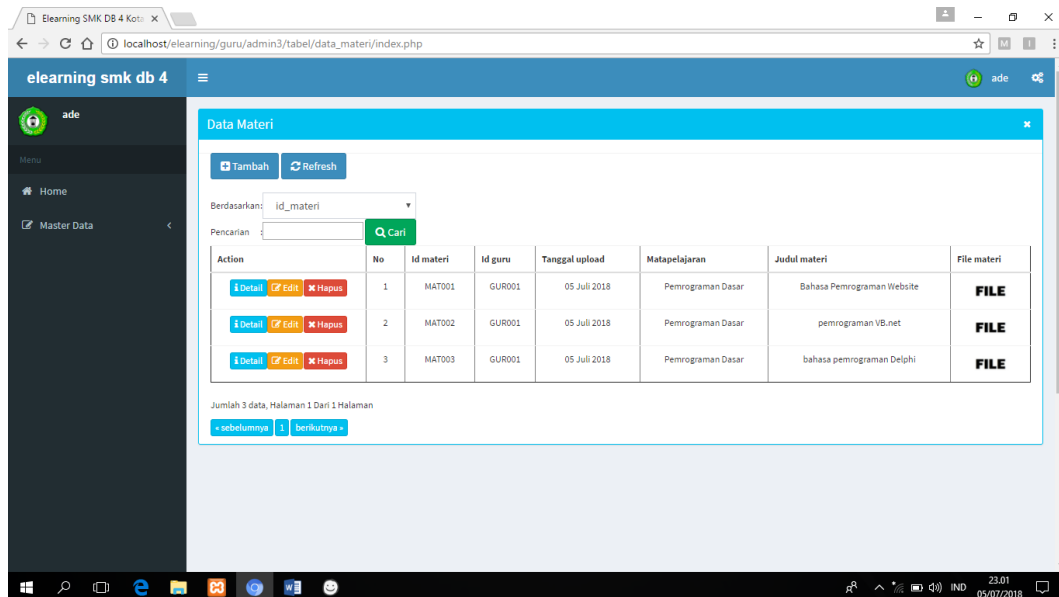 Elearning SMK DB 4 Kota
localhost/elearning/guru/admin3/tabel/data_materi/index.php
M
I
elearning smk db 4
ade
ade
Data Materi
Menu
Tambah
Refresh
Home
Berdasarkan: id_materi
Master Data
Pencarian :
Cari
Action No Id materi Id guru Tanggal upload Matapelajaran Judul materi File materi
Detail Edit Hapus 1 MAT001 GUR001 05 Juli 2018 Pemrograman Dasar Bahasa Pemrograman Website FILE
Detail Edit Hapus 2 MAT002 GUR001 05 Juli 2018 Pemrograman Dasar pemrograman VB.net FILE
Detail Edit Hapus 3 MAT003 GUR001 05 Juli 2018 Pemrograman Dasar bahasa pemrograman Delphi FILE
Jumlah 3 data, Halaman 1 Dari 1 Halaman
« sebelumnya 1 berikutnya »
IND
23.01
05/07/2018